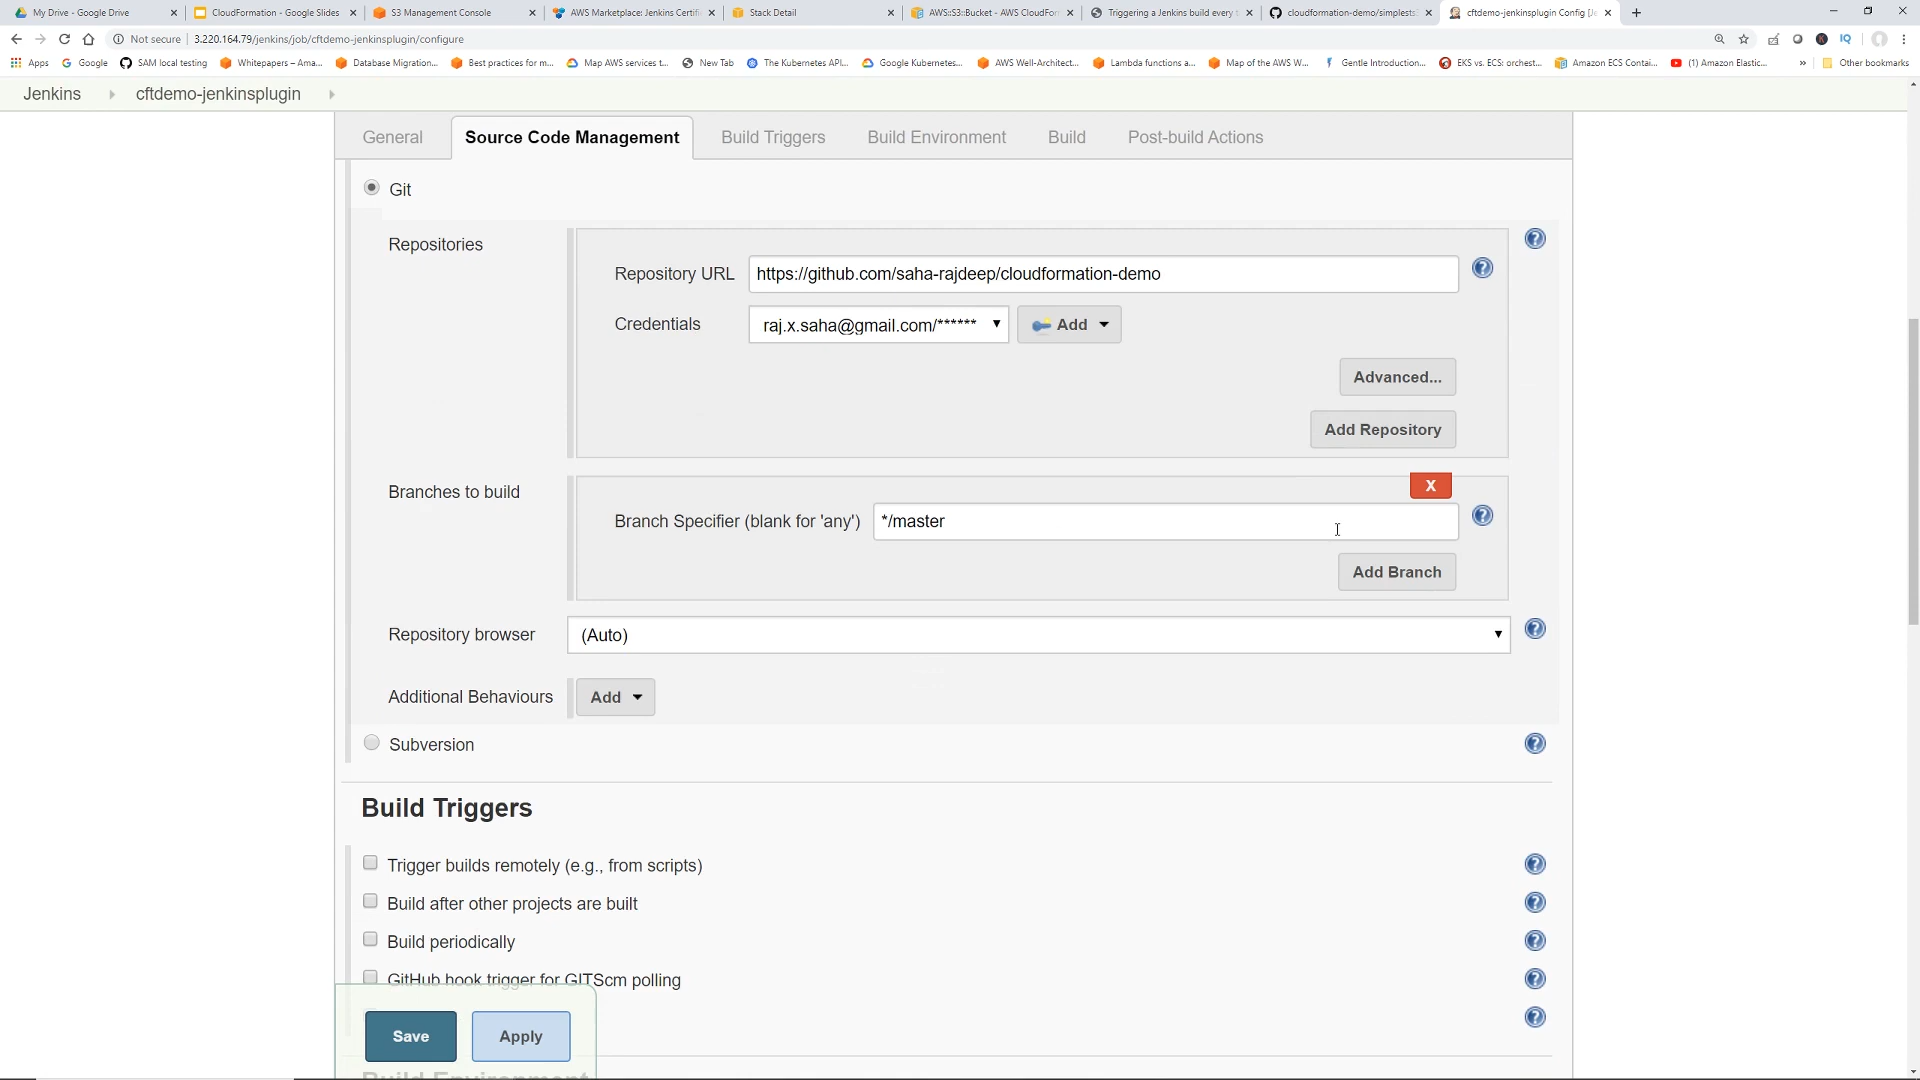 My Drive - Google Drive
CloudFormation - Google Slides
S3 Management Console
AWS Marketplace: Jenkins Certifi
Stack Detail
AWS::S3::Bucket - AWS CloudForm
Triggering a Jenkins build every
cloudformation-demo/simplests
cftdemo-jenkinsplugin Config [Je
Not secure
3.220.164.79/jenkins/job/cftdemo-jenkinsplugin/configure
Apps
Google
SAM local testing
Whitepapers – Ama...
Database Migration...
Best practices for m...
Map AWS services t...
New Tab
The Kubernetes API...
Google Kubernetes...
AWS Well-Architect...
Lambda functions a...
Map of the AWS W...
Gentle Introduction...
EKS vs. ECS: orchest...
Amazon ECS Contai...
(1) Amazon Elastic...
»
Other bookmarks
Jenkins
cftdemo-jenkinsplugin
General
Source Code Management
Build Triggers
Build Environment
Build
Post-build Actions
Git
Repositories
Repository URL
https://github.com/saha-rajdeep/cloudformation-demo
Credentials
raj.x.saha@gmail.com/******
Add
Advanced...
Add Repository
Branches to build
X
Branch Specifier (blank for 'any')
*/master
Add Branch
Repository browser
(Auto)
Additional Behaviours
Add
Subversion
Build Triggers
Trigger builds remotely (e.g., from scripts)
Build after other projects are built
Build periodically
GitHub hook trigger for GITScm polling
Save
Apply
Build Environment